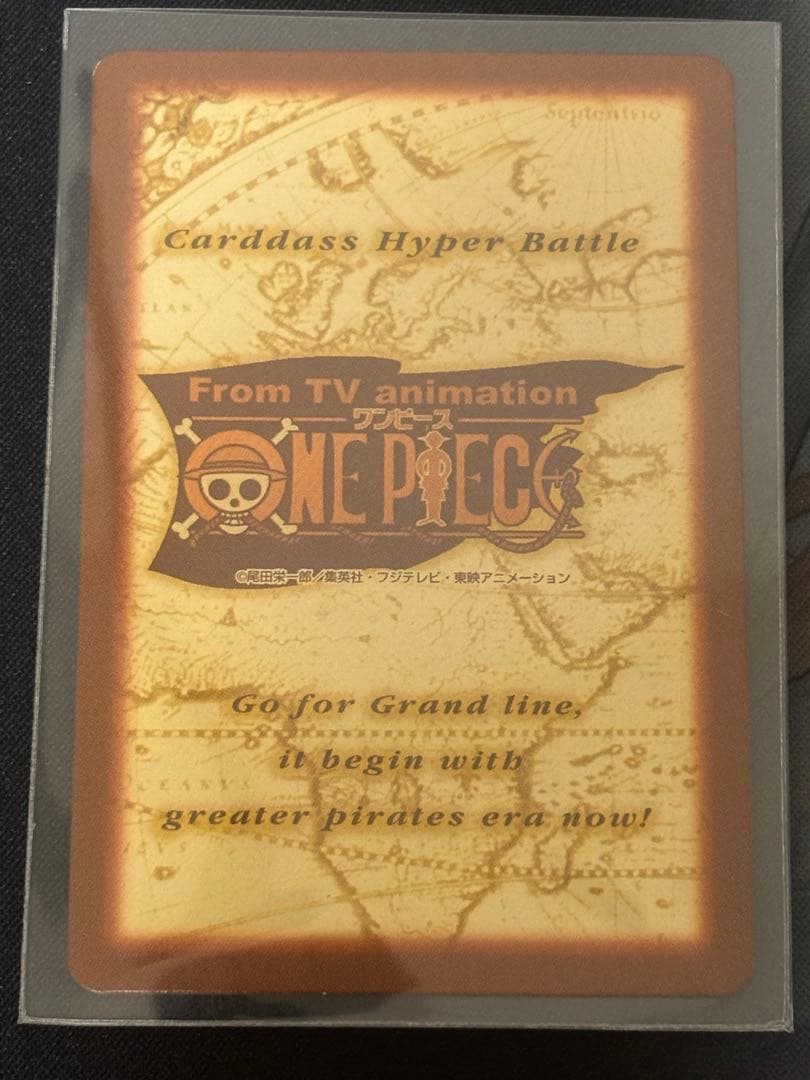 Septentrio
Carddass Hyper Battle
From TV animation
ワンピース
ONE PIECE
©尾田栄一郎／集英社・フジテレビ・東映アニメーション
Go for Grand line,
it begin with
greater pirates era now!